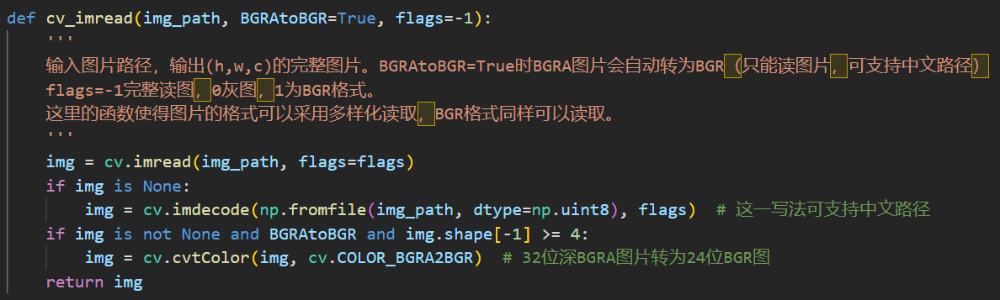 def cv_imread(img_path, BGRAtoBGR=True, flags=-1):
    '''
    输入图片路径，输出(h,w,c)的完整图片。BGRAtoBGR=True时BGRA图片会自动转为BGR（只能读图片，可支持中文路径）
    flags=-1完整读图，0灰图，1为BGR格式。
    这里的函数使得图片的格式可以采用多样化读取，BGR格式同样可以读取。
    '''
    img = cv.imread(img_path, flags=flags)
    if img is None:
        img = cv.imdecode(np.fromfile(img_path, dtype=np.uint8), flags)  # 这一写法可支持中文路径
    if img is not None and BGRAtoBGR and img.shape[-1] >= 4:
        img = cv.cvtColor(img, cv.COLOR_BGRA2BGR)  # 32位深BGRA图片转为24位BGR图
    return img